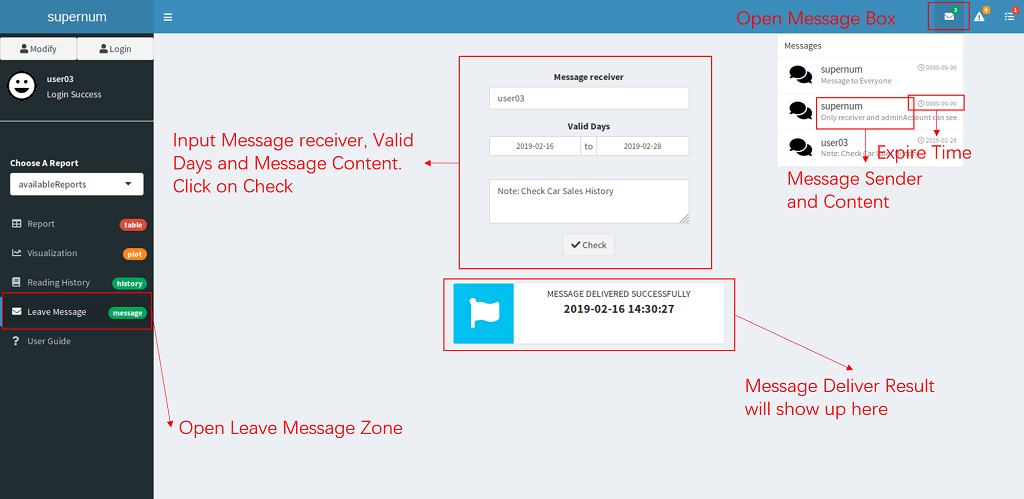 supernum
Open Message Box
3
4
1
Modify
Login
user03
Login Success
Choose A Report
availableReports
Report
table
Visualization
plot
Reading History
history
Leave Message
message
User Guide
Open Leave Message Zone
Input Message receiver, Valid
Days and Message Content.
Click on Check
Message receiver
user03
Valid Days
2019-02-16 to 2019-02-28
Note: Check Car Sales History
Check
MESSAGE DELIVERED SUCCESSFULLY
2019-02-16 14:30:27
Message Deliver Result
will show up here
Messages
supernum 9999-99-99
Message to Everyone
supernum 9999-99-99
Only receiver and adminAccount can see
user03 2019-02-28
Note: Check Car Sales History
Expire Time
Message Sender
and Content